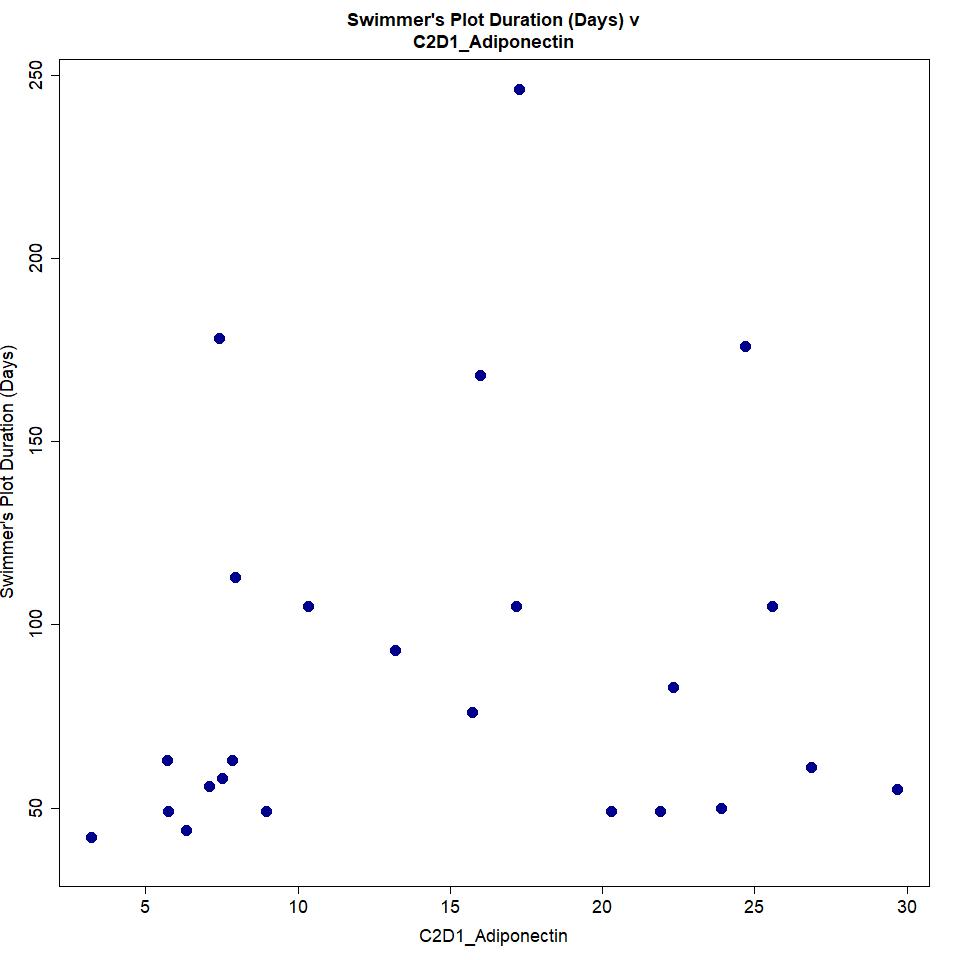 Swimmer's Plot Duration (Days) v
C2D1_Adiponectin
Swimmer's Plot Duration (Days)
250
200
150
100
50
5 10 15 20 25 30
C2D1_Adiponectin